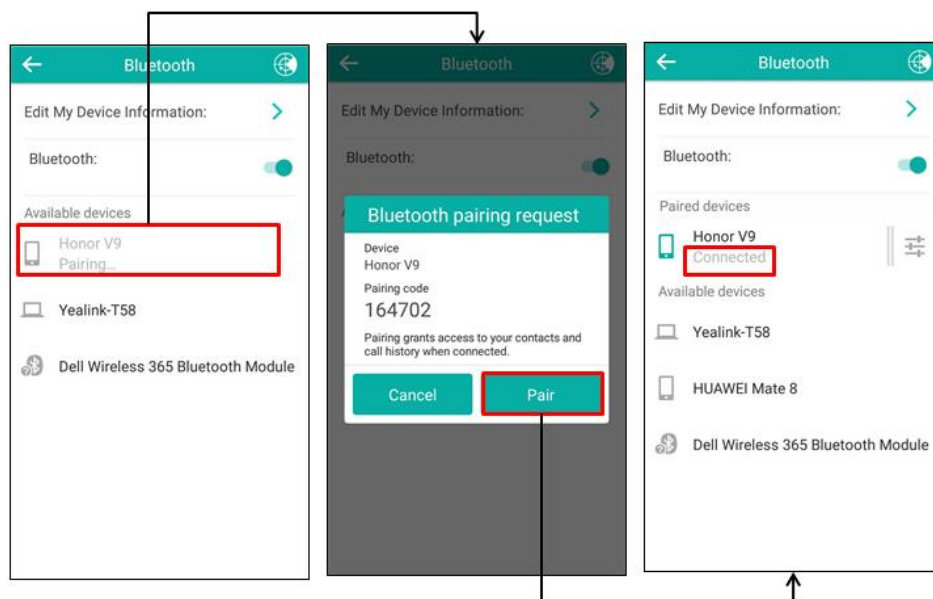 Bluetooth
Edit My Device Information:
Bluetooth:
Available devices
Honor V9
Pairing...
Yealink-T58
Dell Wireless 365 Bluetooth Module
Bluetooth
Edit My Device Information:
Bluetooth:
Bluetooth pairing request
Device
Honor V9
Pairing code
164702
Pairing grants access to your contacts and
call history when connected.
Cancel
Pair
Bluetooth
Edit My Device Information:
Bluetooth:
Paired devices
Honor V9
Connected
Available devices
Yealink-T58
HUAWEI Mate 8
Dell Wireless 365 Bluetooth Module